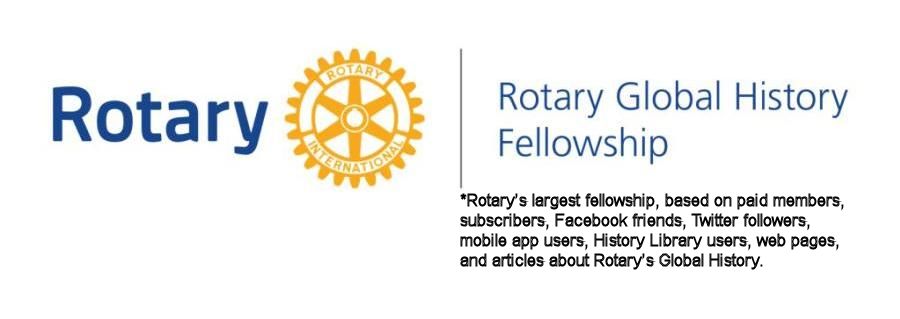 Rotary
ROTARY
INTERNATIONAL
Rotary Global History
Fellowship
*Rotary's largest fellowship, based on paid members,
subscribers, Facebook friends, Twitter followers,
mobile app users, History Library users, web pages,
and articles about Rotary's Global History.